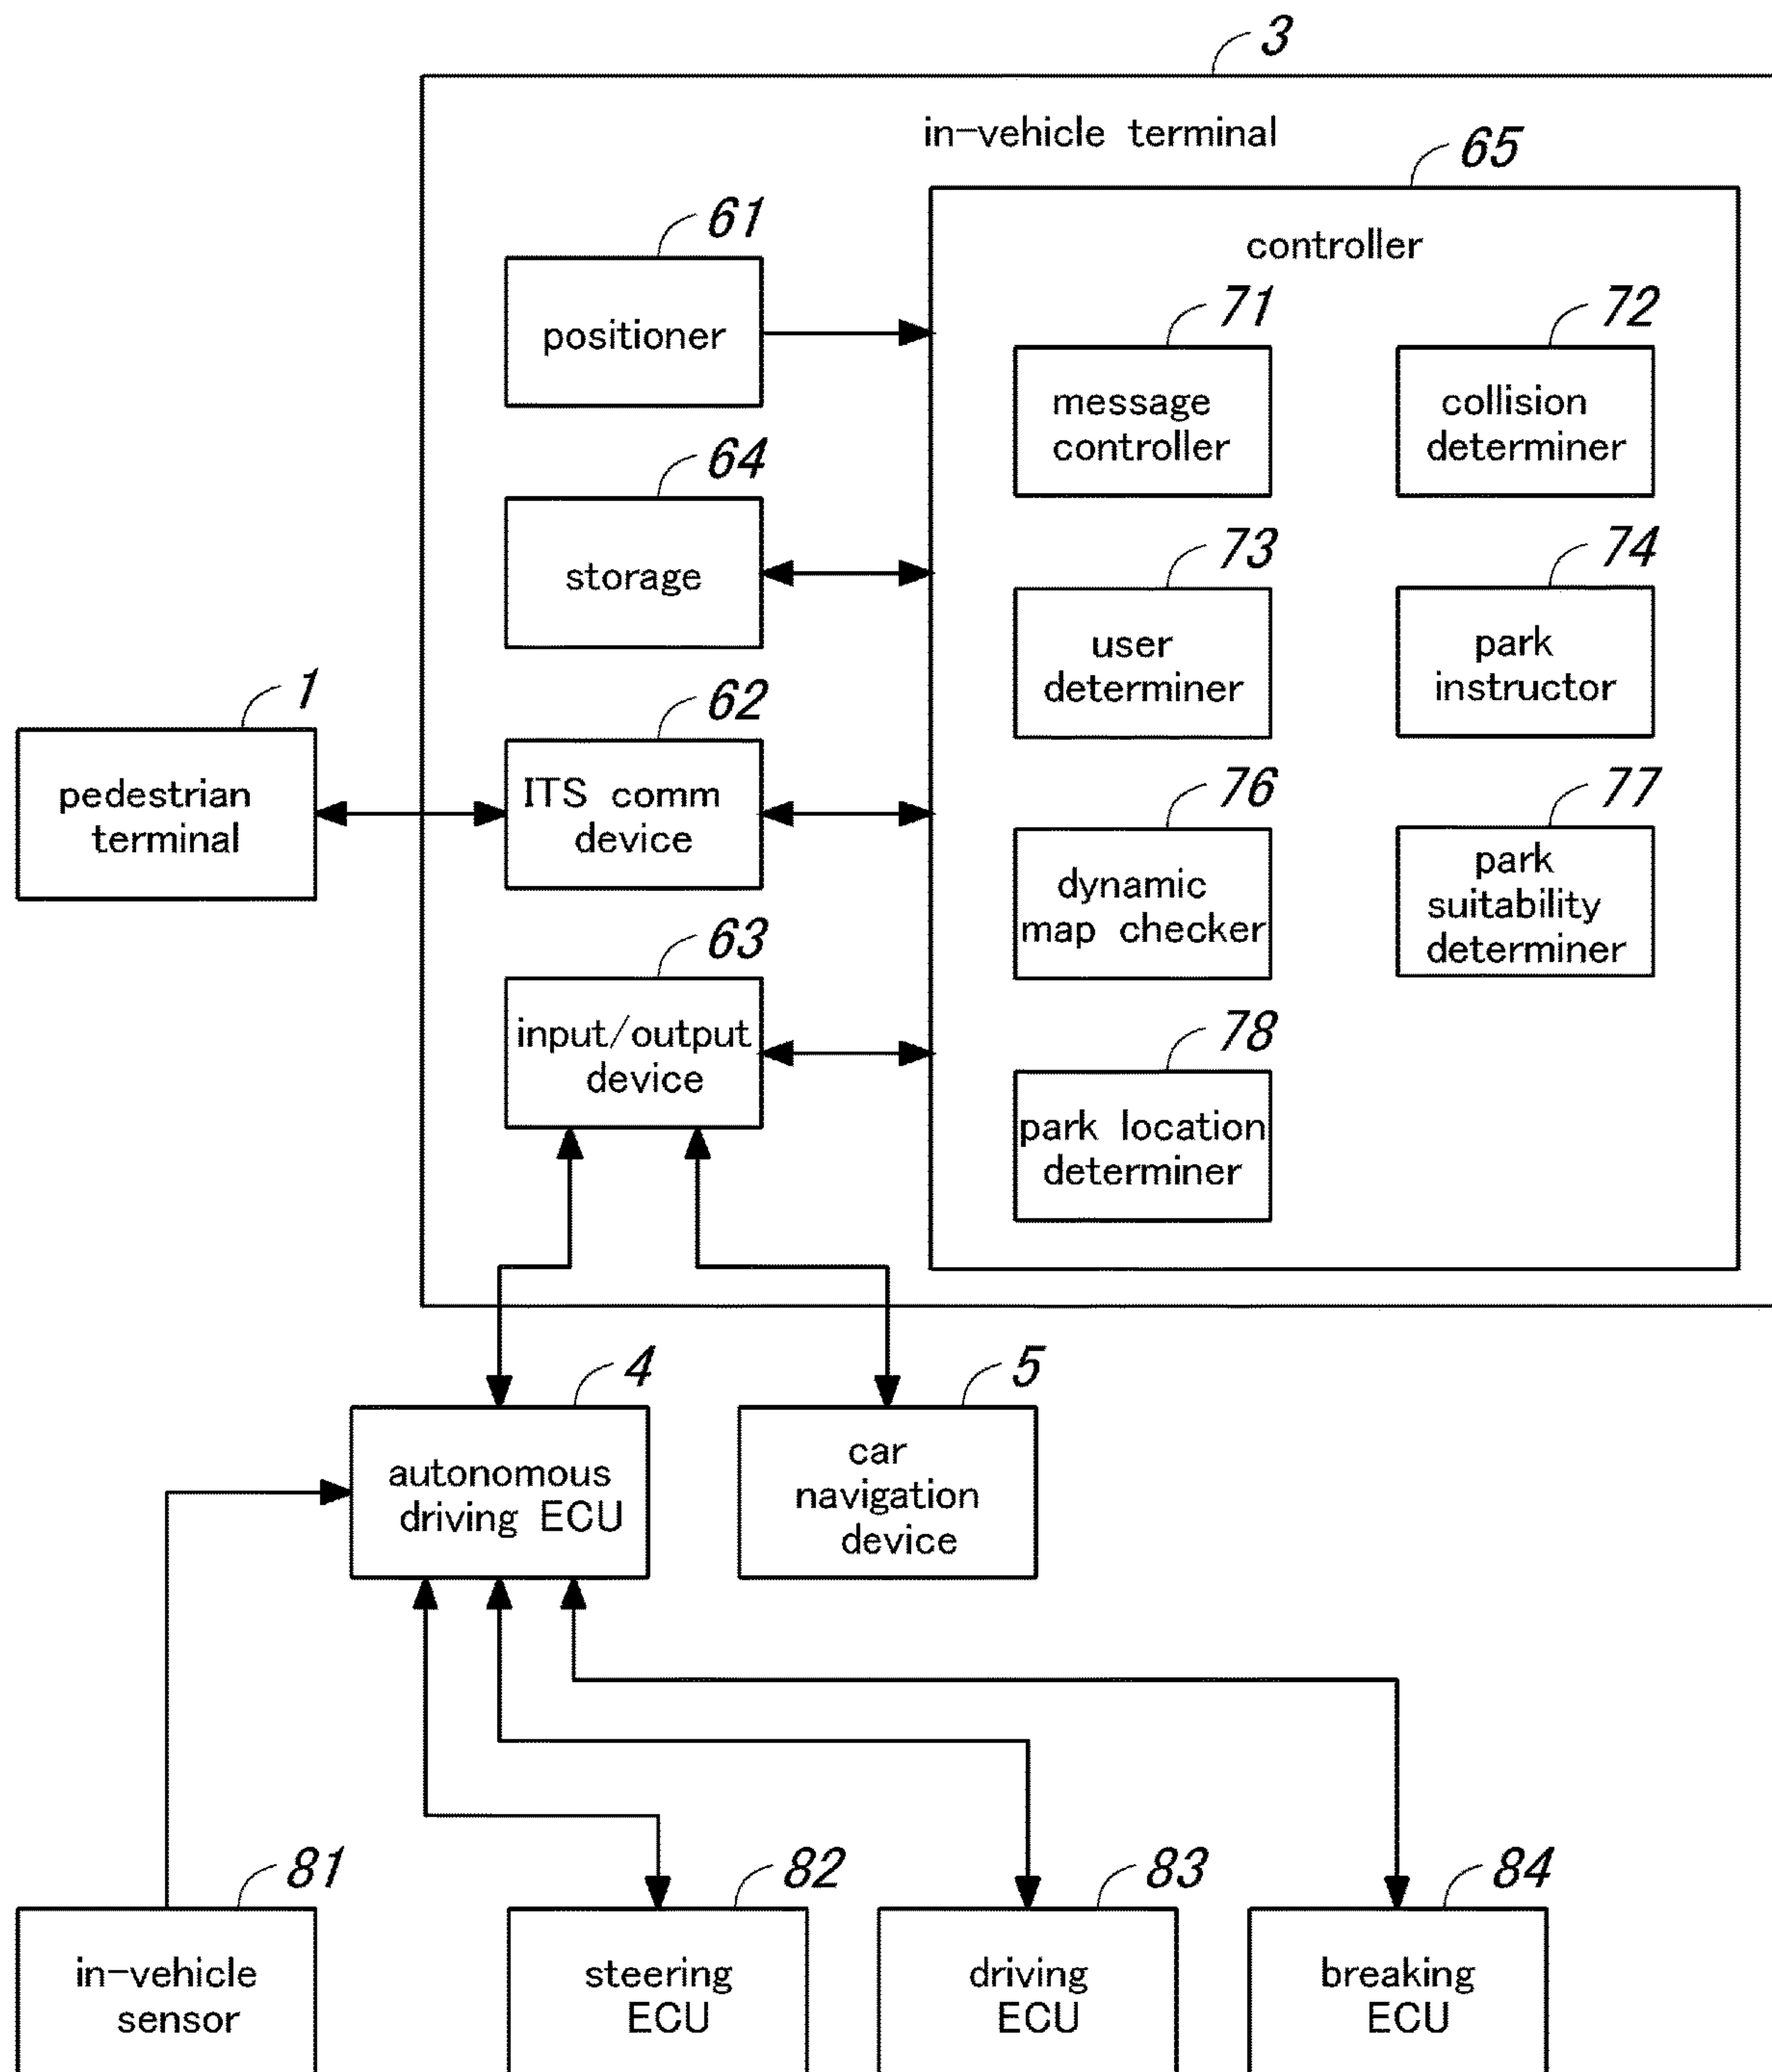 3
in-vehicle terminal
65
61
controller
positioner
71
72
message
controller
collision
determiner
64
storage
73
74
user
determiner
park
instructor
1
pedestrian
terminal
62
ITS comm
device
76
77
dynamic
map checker
park
suitability
determiner
63
input/output
device
78
park location
determiner
4
5
autonomous
driving ECU
car
navigation
device
81
82
83
84
in-vehicle
sensor
steering
ECU
driving
ECU
breaking
ECU